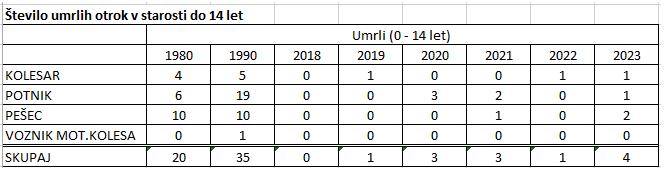 Število umrlih otrok v starosti do 14 let
Umrli (0 - 14 let)
1980 1990 2018 2019 2020 2021 2022 2023
KOLESAR 4 5 0 1 0 0 1 1
POTNIK 6 19 0 0 3 2 0 1
PEŠEC 10 10 0 0 0 1 0 2
VOZNIK MOT.KOLESA 0 1 0 0 0 0 0 0
SKUPAJ 20 35 0 1 3 3 1 4